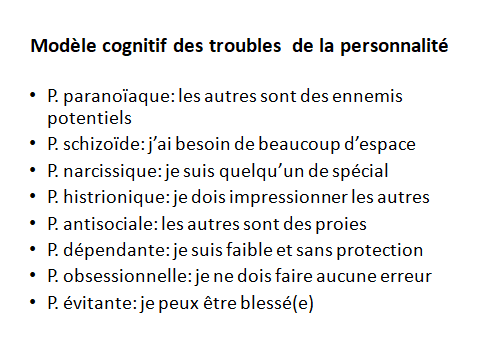 Modèle cognitif des troubles de la personnalité
• P. paranoïaque: les autres sont des ennemis
potentiels
• P. schizoïde: j'ai besoin de beaucoup d'espace
• P. narcissique: je suis quelqu'un de spécial
• P. histrionique: je dois impressionner les autres
• P. antisociale: les autres sont des proies
• P. dépendante: je suis faible et sans protection
• P. obsessionnelle: je ne dois faire aucune erreur
• P. évitante: je peux être blessé(e)